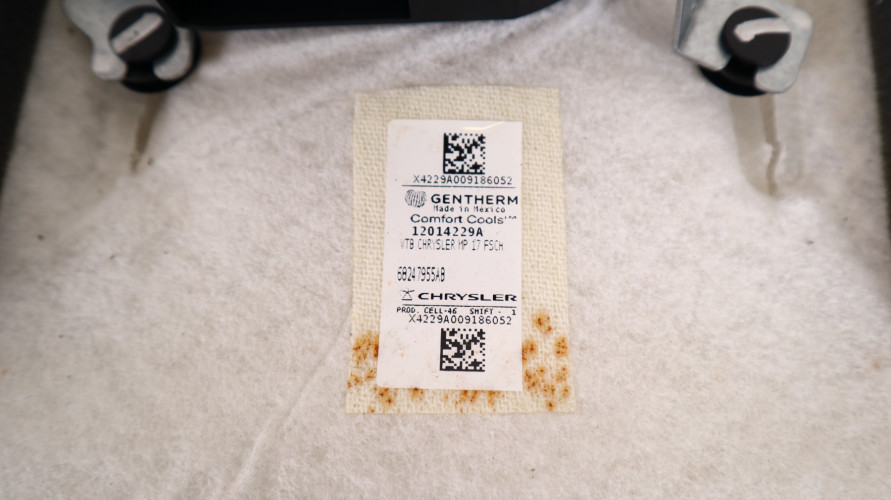 X4229A009186052
GENTHERM
Made in Mexico
Comfort Cools™
12014229A
VTB CHRYSLER MP 17 FSCH
68247955AB
CHRYSLER
PROD. CELL-46 SHIFT - 1
X4229A009186052